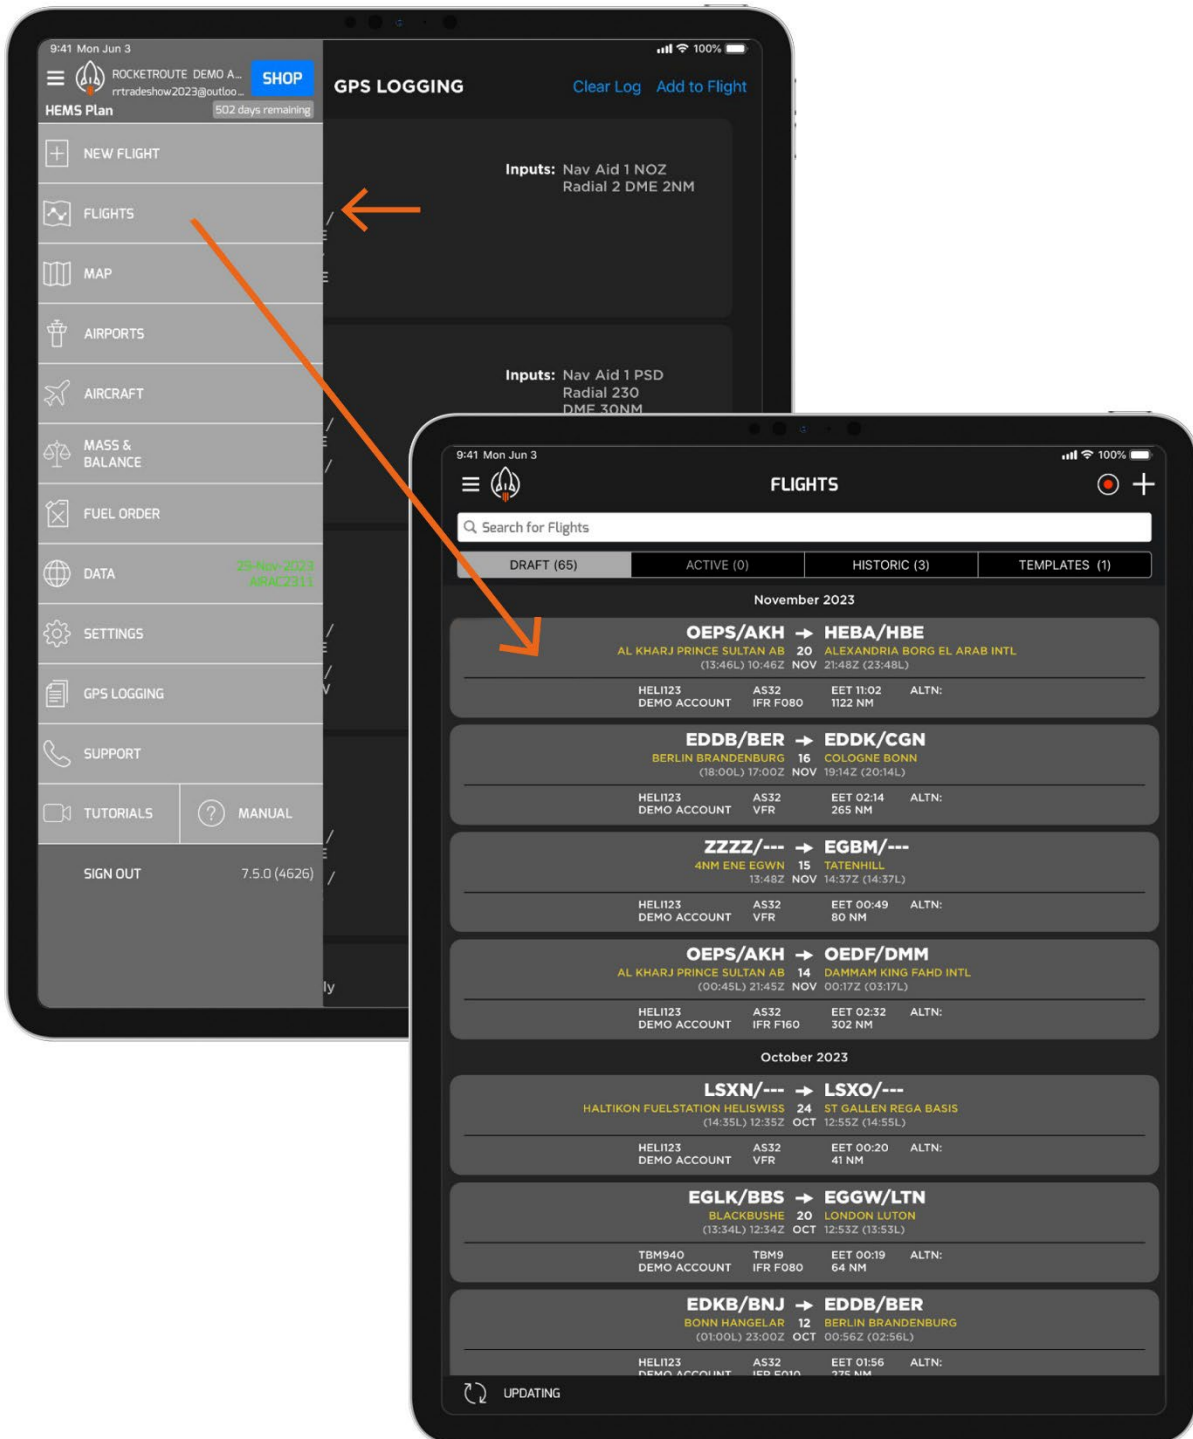 9:41 Mon Jun 3
100%
ROCKETROUTE DEMO A...
SHOP
rrtradeshow2023@outloo...
HEMS Plan
502 days remaining
GPS LOGGING
Clear Log
Add to Flight
NEW FLIGHT
FLIGHTS
MAP
AIRPORTS
AIRCRAFT
MASS &
BALANCE
FUEL ORDER
DATA
29-Nov-2023
AIRAC2311
SETTINGS
GPS LOGGING
SUPPORT
TUTORIALS
MANUAL
SIGN OUT
7.5.0 (4626)
Inputs: Nav Aid 1 NOZ
Radial 2 DME 2NM
Inputs: Nav Aid 1 PSD
Radial 230
DME 30NM
ly
9:41 Mon Jun 3
100%
FLIGHTS
Search for Flights
DRAFT (65)
ACTIVE (0)
HISTORIC (3)
TEMPLATES (1)
November 2023
OEPS/AKH → HEBA/HBE
AL KHARJ PRINCE SULTAN AB 20 ALEXANDRIA BORG EL ARAB INTL
(13:46L) 10:46Z NOV 21:48Z (23:48L)
HELI123 AS32 EET 11:02 ALTN:
DEMO ACCOUNT IFR F080 1122 NM
EDDB/BER → EDDK/CGN
BERLIN BRANDENBURG 16 COLOGNE BONN
(18:00L) 17:00Z NOV 19:14Z (20:14L)
HELI123 AS32 EET 02:14 ALTN:
DEMO ACCOUNT VFR 265 NM
ZZZZ/--- → EGBM/---
4NM ENE EGWN 15 TATENHILL
13:48Z NOV 14:37Z (14:37L)
HELI123 AS32 EET 00:49 ALTN:
DEMO ACCOUNT VFR 80 NM
OEPS/AKH → OEDF/DMM
AL KHARJ PRINCE SULTAN AB 14 DAMMAM KING FAHD INTL
(00:45L) 21:45Z NOV 00:17Z (03:17L)
HELI123 AS32 EET 02:32 ALTN:
DEMO ACCOUNT IFR F160 302 NM
October 2023
LSXN/--- → LSXO/---
HALTIKON FUELSTATION HELISWISS 24 ST GALLEN REGA BASIS
(14:35L) 12:35Z OCT 12:55Z (14:55L)
HELI123 AS32 EET 00:20 ALTN:
DEMO ACCOUNT VFR 41 NM
EGLK/BBS → EGGW/LTN
BLACKBUSHE 20 LONDON LUTON
(13:34L) 12:34Z OCT 12:53Z (13:53L)
TBM940 TBM9 EET 00:19 ALTN:
DEMO ACCOUNT IFR F080 64 NM
EDKB/BNJ → EDDB/BER
BONN HANGELAR 12 BERLIN BRANDENBURG
(01:00L) 23:00Z OCT 00:56Z (02:56L)
HELI123 AS32 EET 01:56 ALTN:
DEMO ACCOUNT IFR F010 275 NM
UPDATING